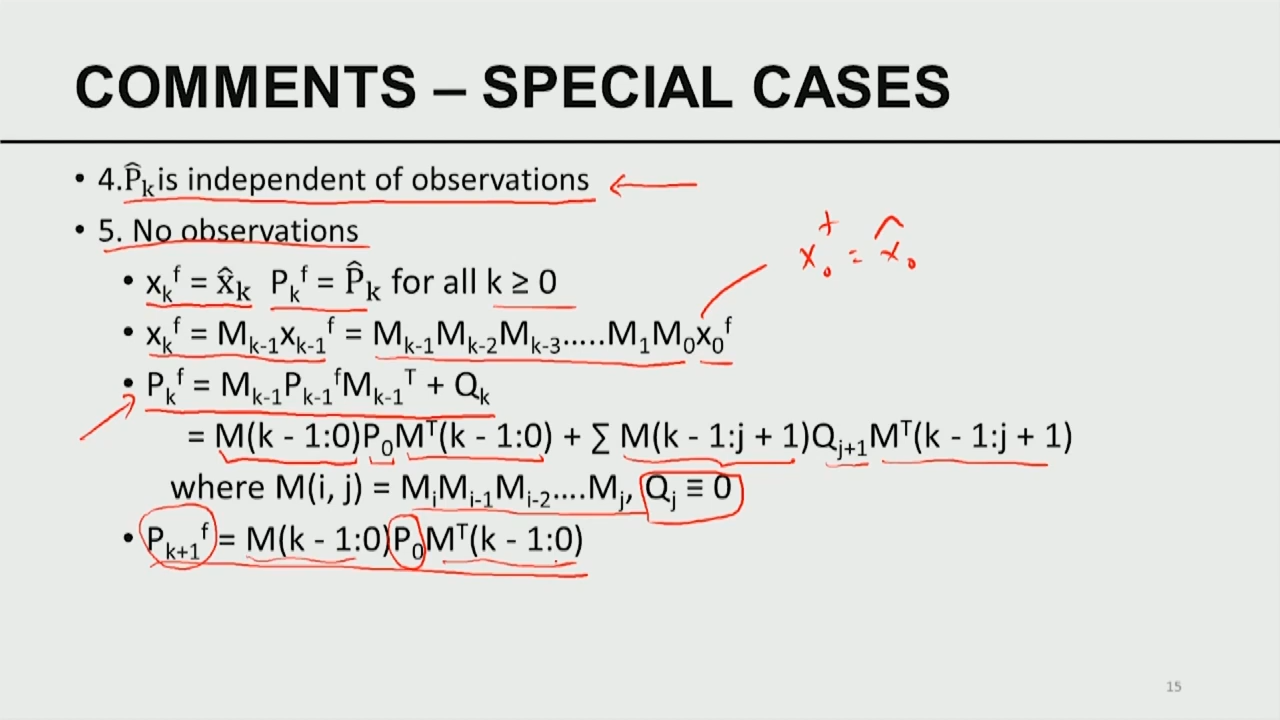 COMMENTS – SPECIAL CASES
• 4.P̂ₖ is independent of observations
• 5. No observations
x₀⁺ = x̂₀
• xₖᶠ = x̂ₖ Pₖᶠ = P̂ₖ for all k ≥ 0
• xₖᶠ = Mₖ₋₁xₖ₋₁ᶠ = Mₖ₋₁Mₖ₋₂Mₖ₋₃.....M₁M₀x₀ᶠ
• Pₖᶠ = Mₖ₋₁Pₖ₋₁ᶠMₖ₋₁ᵀ + Qₖ
= M(k - 1:0)P₀Mᵀ(k - 1:0) + ∑ M(k - 1:j + 1)Qⱼ₊₁Mᵀ(k - 1:j + 1)
where M(i, j) = MᵢMᵢ₋₁Mᵢ₋₂....Mⱼ, Qⱼ ≡ 0
• Pₖ₊₁ᶠ = M(k - 1:0)P₀Mᵀ(k - 1:0)
15